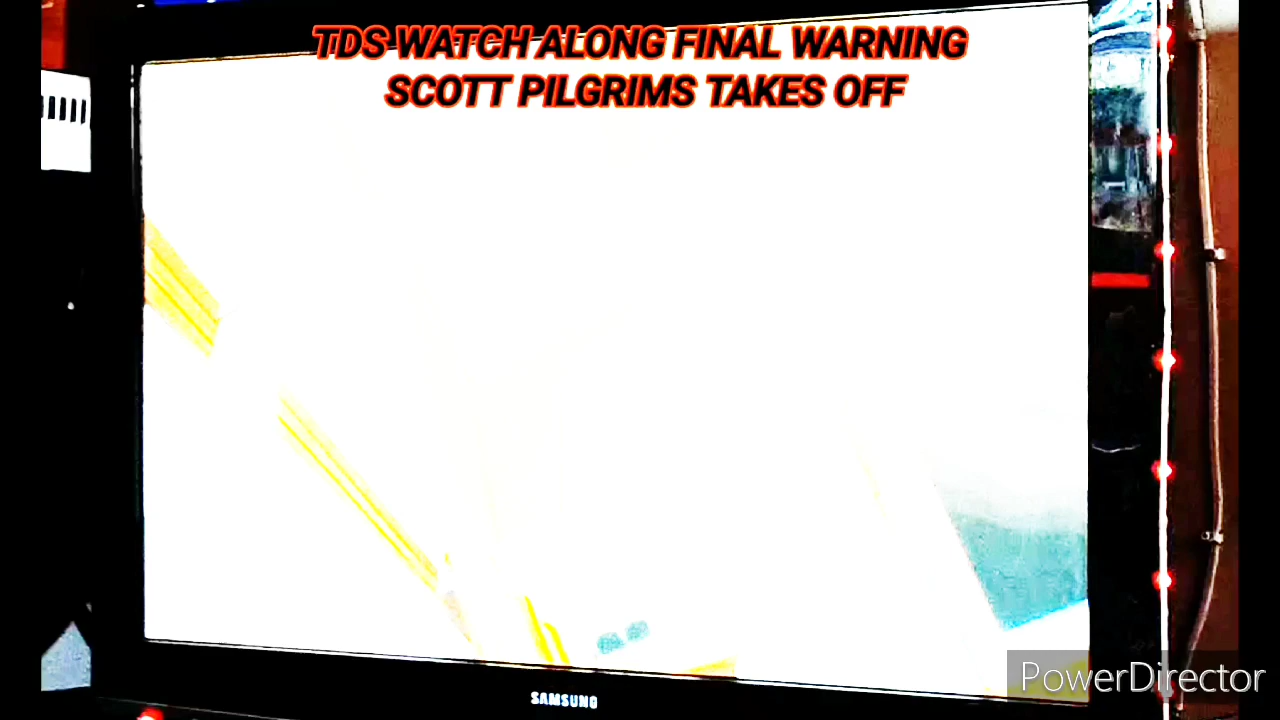 TDS WATCH ALONG FINAL WARNING
SCOTT PILGRIMS TAKES OFF
SAMSUNG
PowerDirector